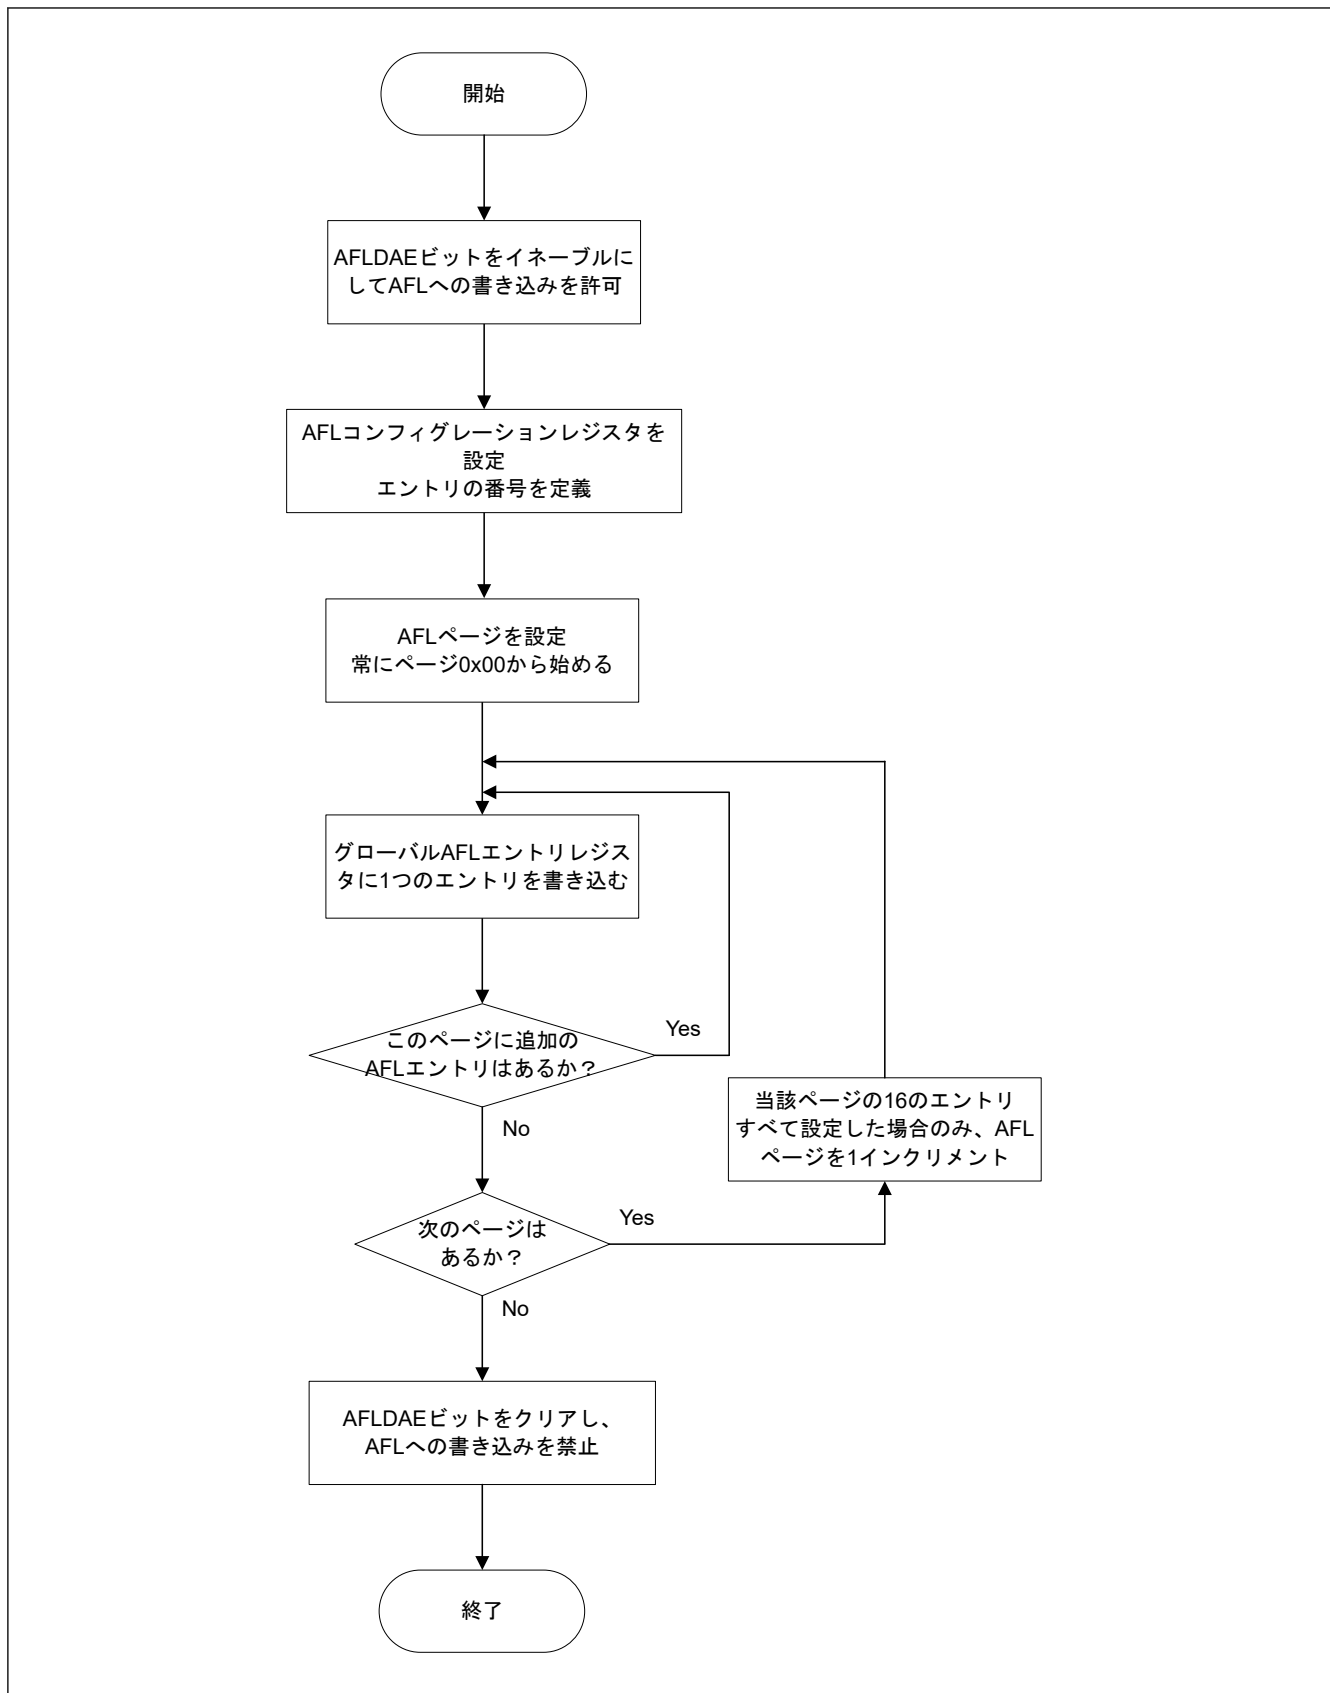 開始
AFLDAEビットをイネーブルに
してAFLへの書き込みを許可
AFLコンフィグレーションレジスタを
設定
エントリの番号を定義
AFLページを設定
常にページ0x00から始める
グローバルAFLエントリレジス
タに1つのエントリを書き込む
このページに追加の
AFLエントリはあるか？
Yes
No
当該ページの16のエントリ
すべて設定した場合のみ、AFL
ページを1インクリメント
次のページは
あるか？
Yes
No
AFLDAEビットをクリアし、
AFLへの書き込みを禁止
終了